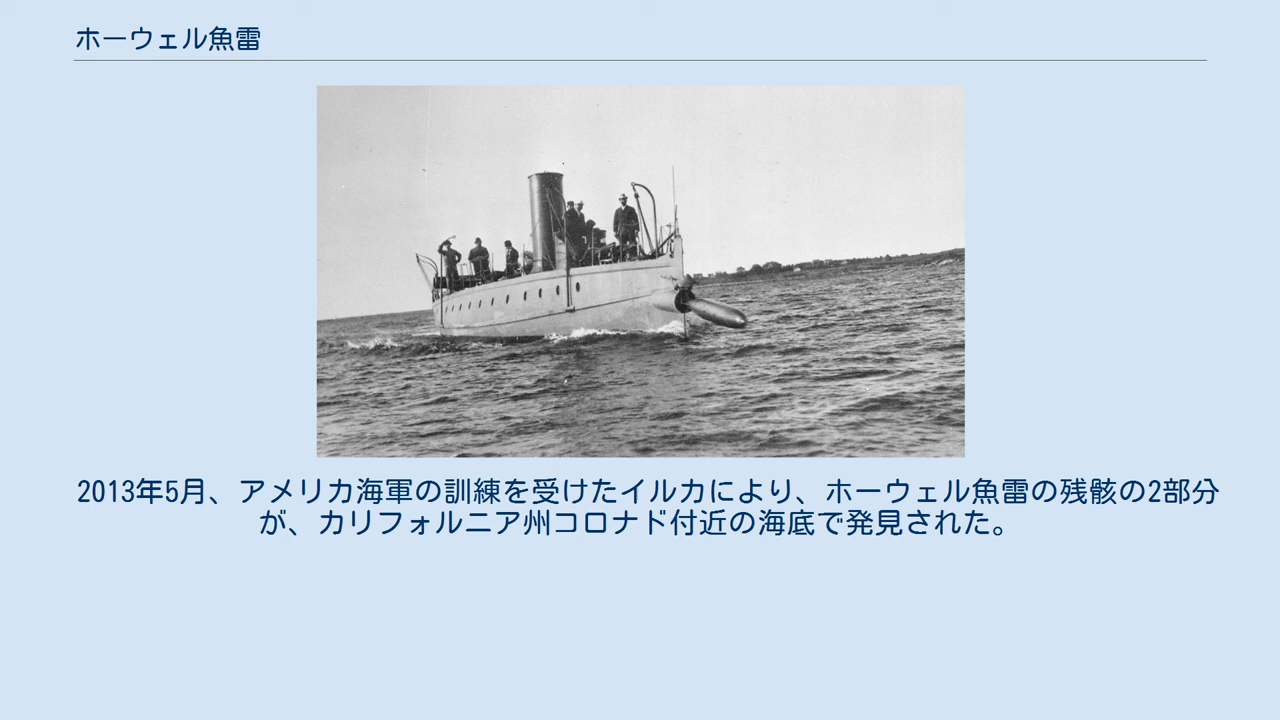 ホーウェル魚雷
2013年5月、アメリカ海軍の訓練を受けたイルカにより、ホーウェル魚雷の残骸の2部分
が、カリフォルニア州コロナド付近の海底で発見された。